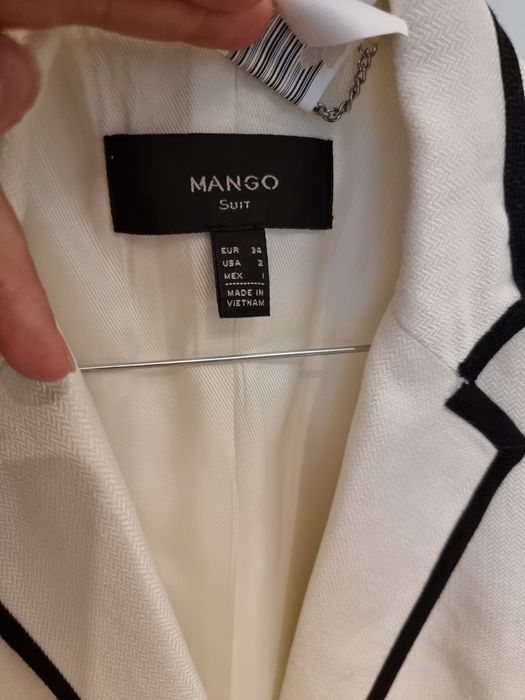 MANGO
SUIT
EUR 34
USA 2
MEX 1
MADE IN
VIETNAM